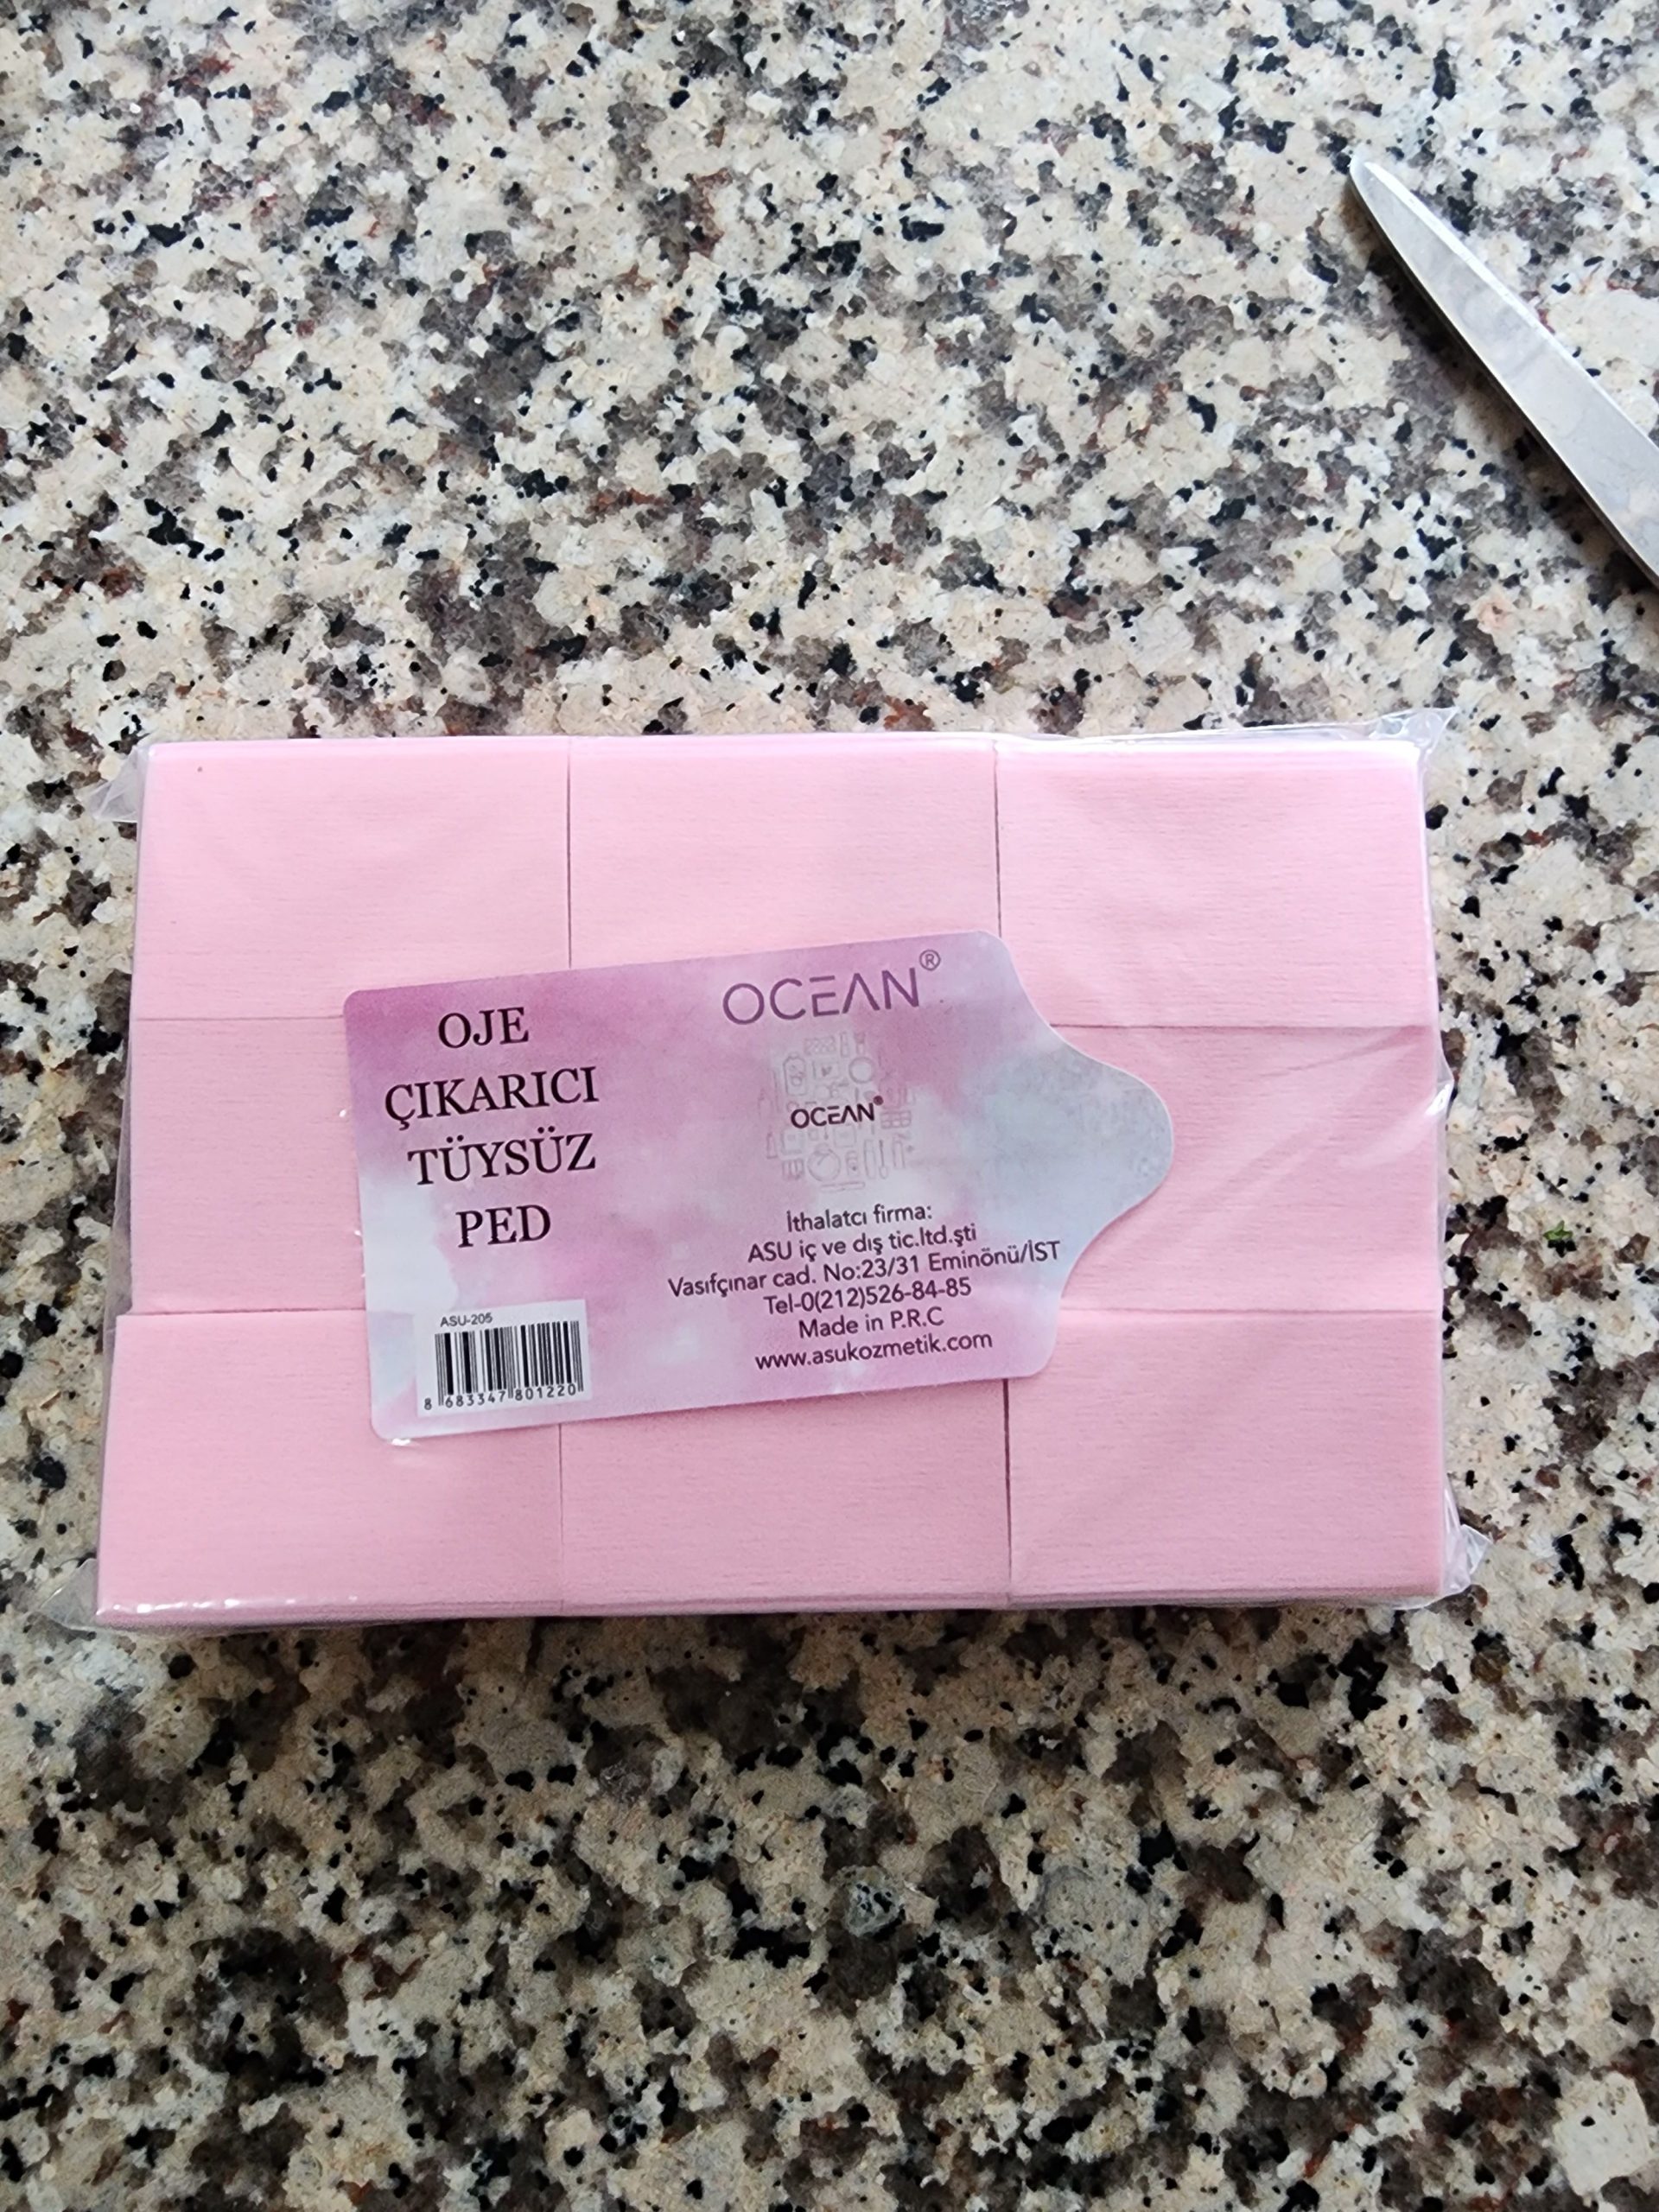 OJE
ÇIKARICI
TÜYSÜZ
PED
ASU-205
8 683347 801220
OCEAN®
OCEAN®
İthalatcı firma:
ASU iç ve dış tic.ltd.şti
Vasıfçınar cad. No:23/31 Eminönü/İST
Tel-0(212)526-84-85
Made in P.R.C
www.asukozmetik.com